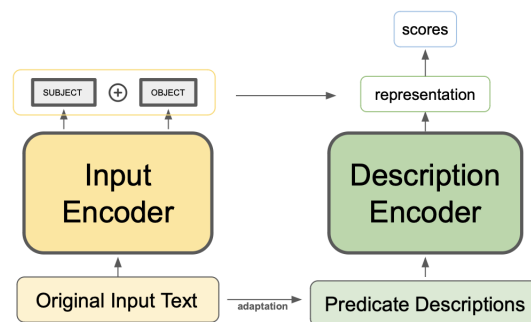 scores
SUBJECT + OBJECT
representation
Input
Encoder
Description
Encoder
Original Input Text
adaptation
Predicate Descriptions